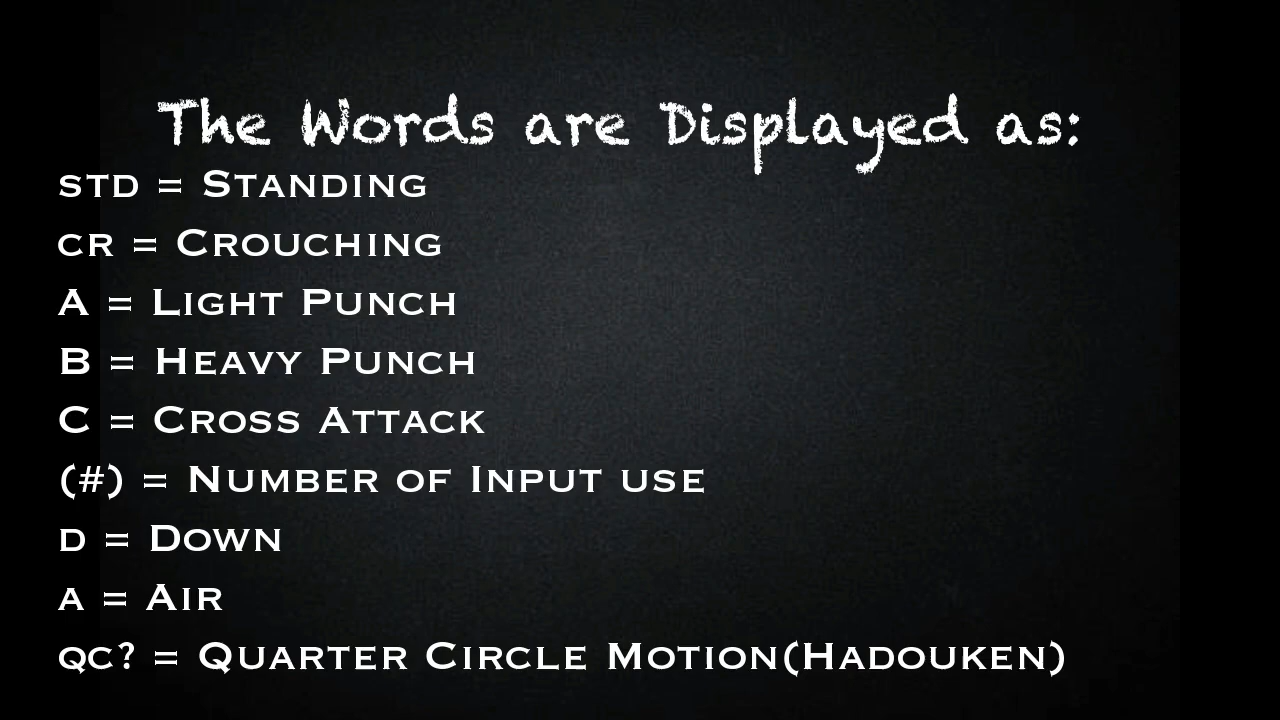 The Words are Displayed as:
std = Standing
cr = Crouching
A = Light Punch
B = Heavy Punch
C = Cross Attack
(#) = Number of Input use
d = Down
a = Air
qc? = Quarter Circle Motion(Hadouken)